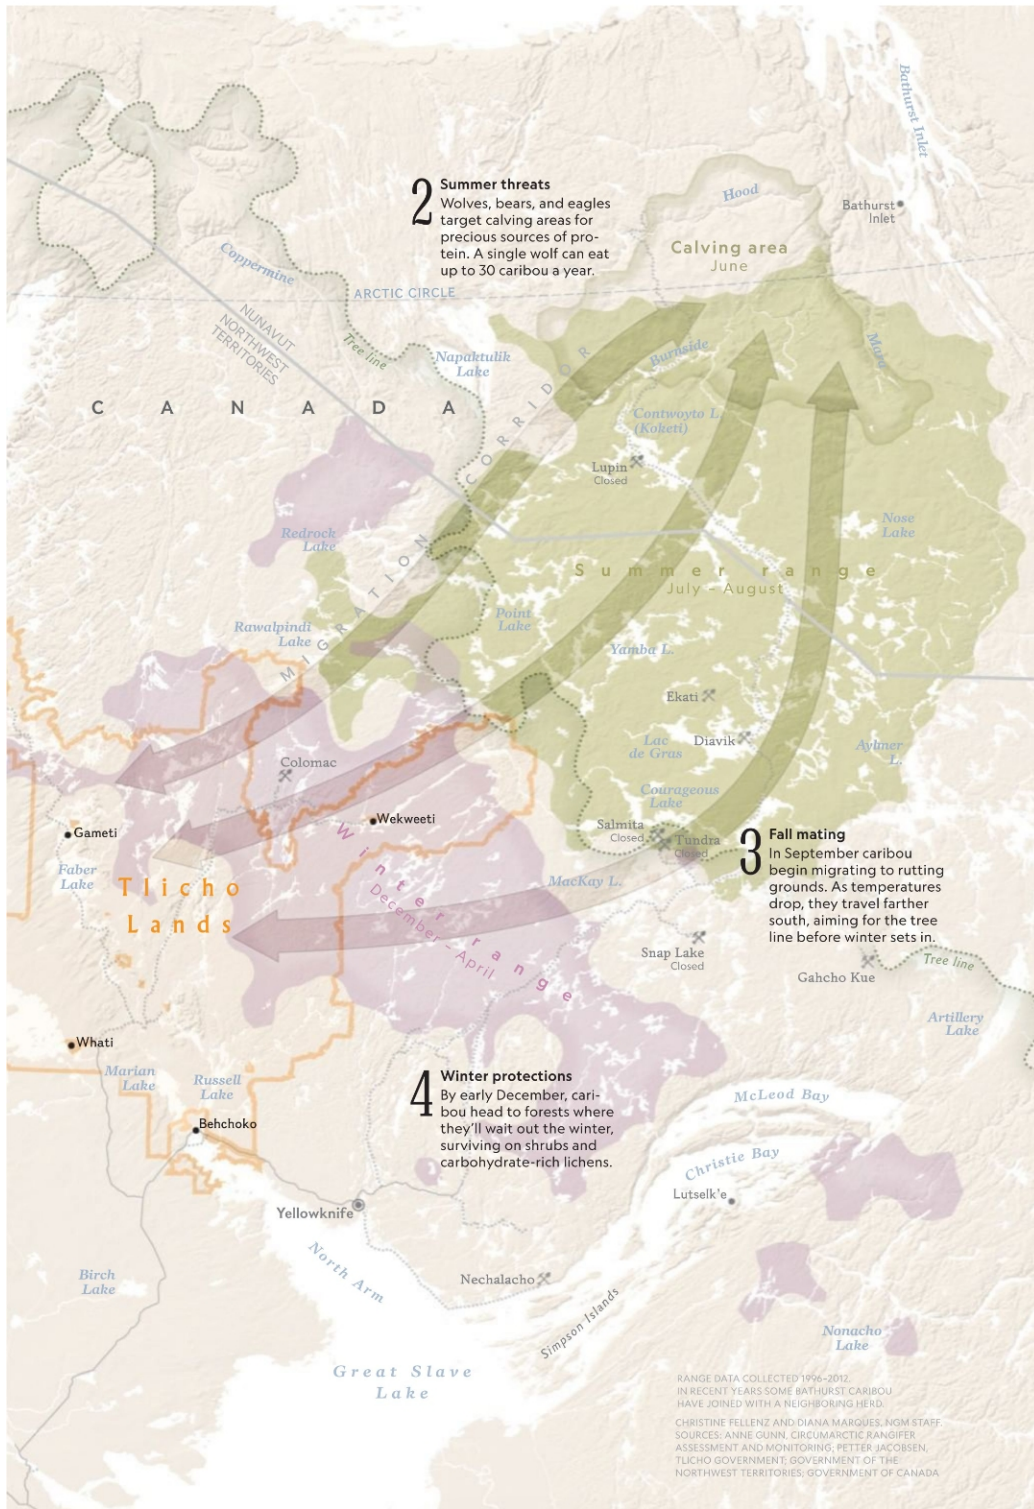 Bathurst Inlet
2
Summer threats
Wolves, bears, and eagles
target calving areas for
precious sources of pro-
tein. A single wolf can eat
up to 30 caribou a year.
Hood
Bathurst
Inlet
Calving area
June
Coppermine
ARCTIC CIRCLE
NUNAVUT
NORTHWEST
TERRITORIES
Tree line
Napaktulik
Lake
Burnside
Mara
CANADA
Contwoyto L.
(Koketi)
MIGRATION CORRIDOR
Lupin
Closed
Redrock
Lake
Nose
Lake
Summer range
July – August
Rawalpindi
Lake
Point
Lake
Yamba L.
Ekati
Lac
de Gras
Diavik
Aylmer
L.
Colomac
Courageous
Lake
Wekweeti
Gameti
Salmita
Closed
Tundra
Closed
3
Fall mating
In September caribou
begin migrating to rutting
grounds. As temperatures
drop, they travel farther
south, aiming for the tree
line before winter sets in.
Faber
Lake
Tlicho
Lands
Winter range
December – April
MacKay L.
Snap Lake
Closed
Gahcho Kue
Tree line
Artillery
Lake
Whati
Marian
Lake
Russell
Lake
4
Winter protections
By early December, cari-
bou head to forests where
they'll wait out the winter,
surviving on shrubs and
carbohydrate-rich lichens.
McLeod Bay
Behchoko
Christie Bay
Lutselk'e
Yellowknife
North Arm
Birch
Lake
Nechalacho
Simpson Islands
Nonacho
Lake
Great Slave
Lake
RANGE DATA COLLECTED 1996–2012.
IN RECENT YEARS SOME BATHURST CARIBOU
HAVE JOINED WITH A NEIGHBORING HERD.
CHRISTINE FELLENZ AND DIANA MARQUES, NGM STAFF.
SOURCES: ANNE GUNN, CIRCUMARCTIC RANGIFER
ASSESSMENT AND MONITORING; PETTER JACOBSEN,
TLICHO GOVERNMENT; GOVERNMENT OF THE
NORTHWEST TERRITORIES; GOVERNMENT OF CANADA